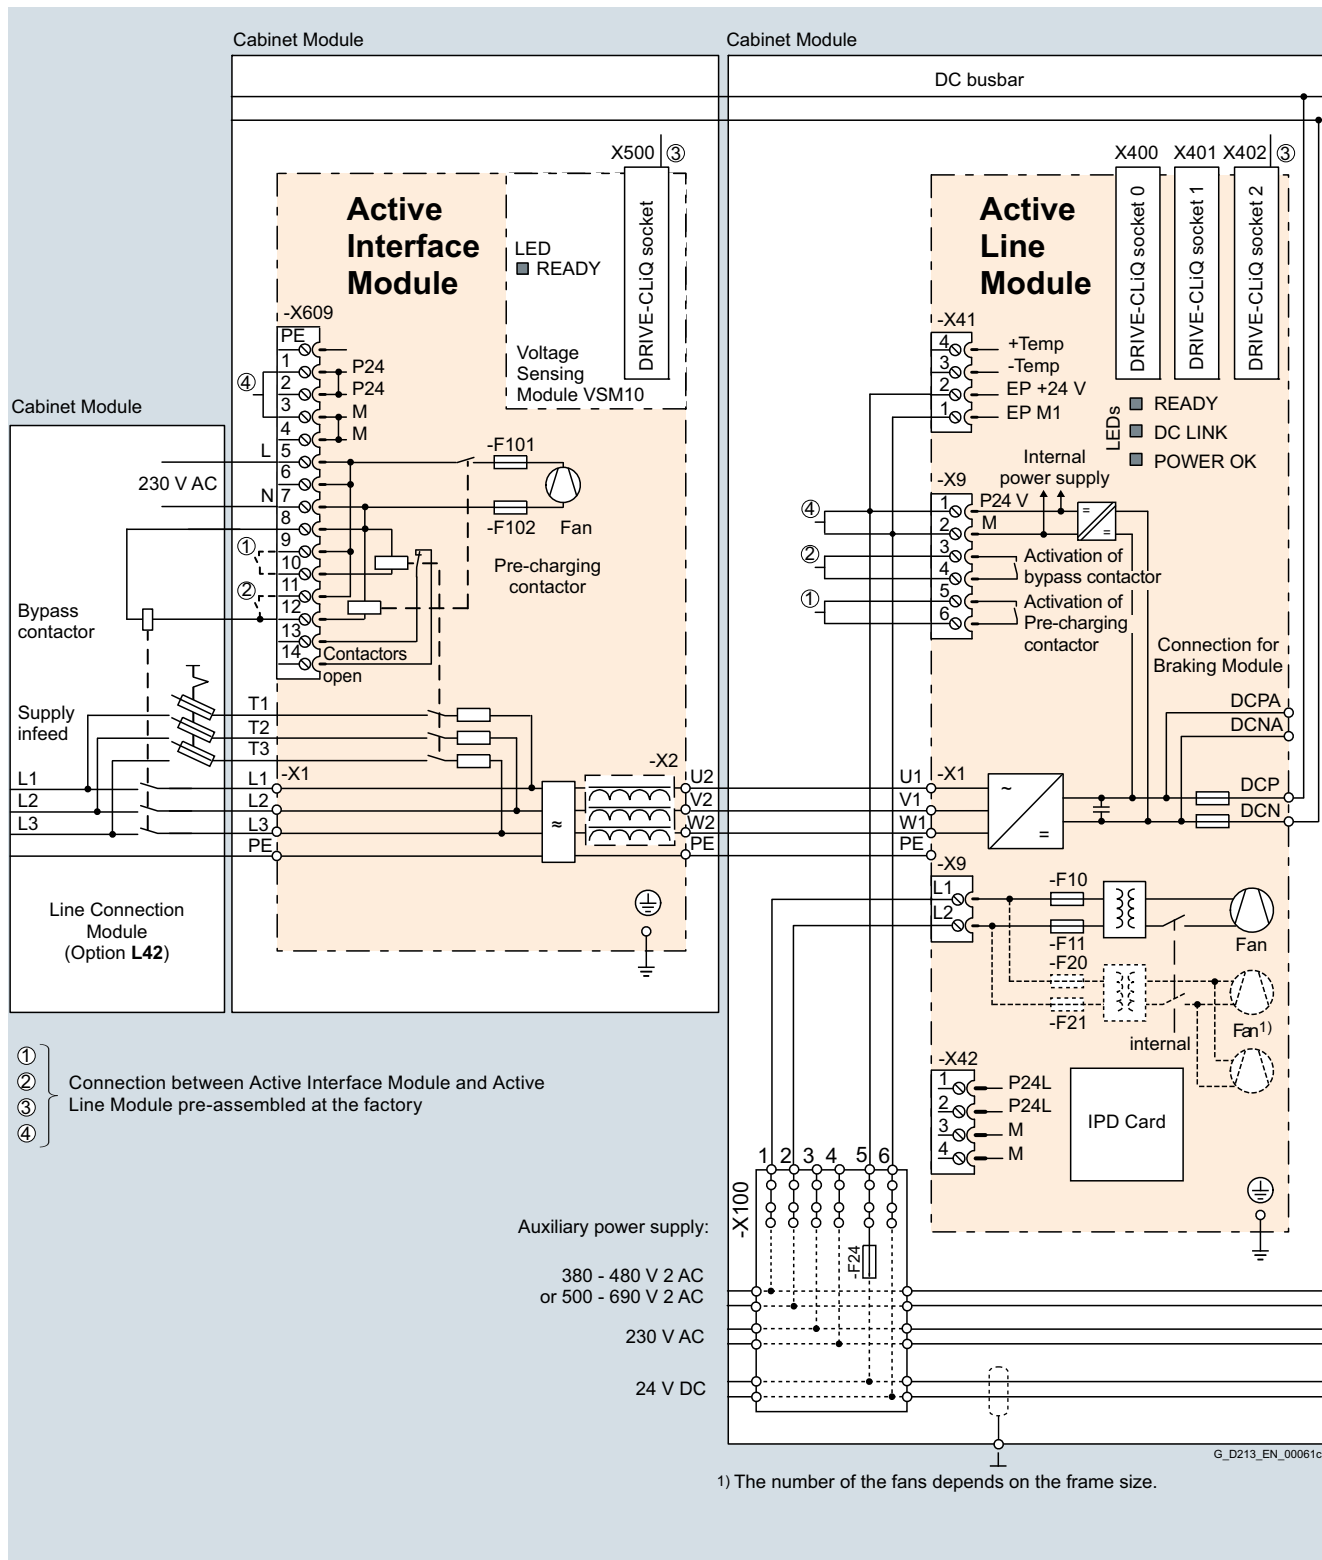 Cabinet Module
Cabinet Module
DC busbar
X500 ③
X400 X401 X402 ③
Active
Interface
Module
LED
READY
DRIVE-CLiQ socket
Voltage
Sensing
Module VSM10
Active
Line
Module
DRIVE-CLiQ socket 0
DRIVE-CLiQ socket 1
DRIVE-CLiQ socket 2
-X609
PE
1 P24
2 P24
3 M
4 M
5
6
7
8
9
10
11
12
13
14
④
L
230 V AC
N
①
②
-F101
-F102
Fan
Pre-charging
contactor
Contactors
open
Cabinet Module
Bypass
contactor
Supply
infeed
T1
T2
T3
-X1
-X2
L1 L1 U2 U1 -X1
L2 L2 V2 V1
L3 L3 W2 W1
PE PE PE
≈
Line Connection
Module
(Option L42)
-X41
4 +Temp
3 -Temp
2 EP +24 V
1 EP M1
LEDs
READY
DC LINK
POWER OK
Internal
power supply
-X9
④
1 P24 V
2 M
=
=
②
3
4
Activation of
bypass contactor
①
5
6
Activation of
Pre-charging
contactor
Connection for
Braking Module
DCPA
DCNA
DCP
DCN
~
=
-X9
L1
L2
-F10
-F11
Fan
-F20
-F21
Fan1)
internal
-X42
1 P24L
2 P24L
3 M
4 M
IPD Card
①
②
③
④
Connection between Active Interface Module and Active
Line Module pre-assembled at the factory
1 2 3 4 5 6
-X100
-F24
Auxiliary power supply:
380 - 480 V 2 AC
or 500 - 690 V 2 AC
230 V AC
24 V DC
G_D213_EN_00061c
1) The number of the fans depends on the frame size.